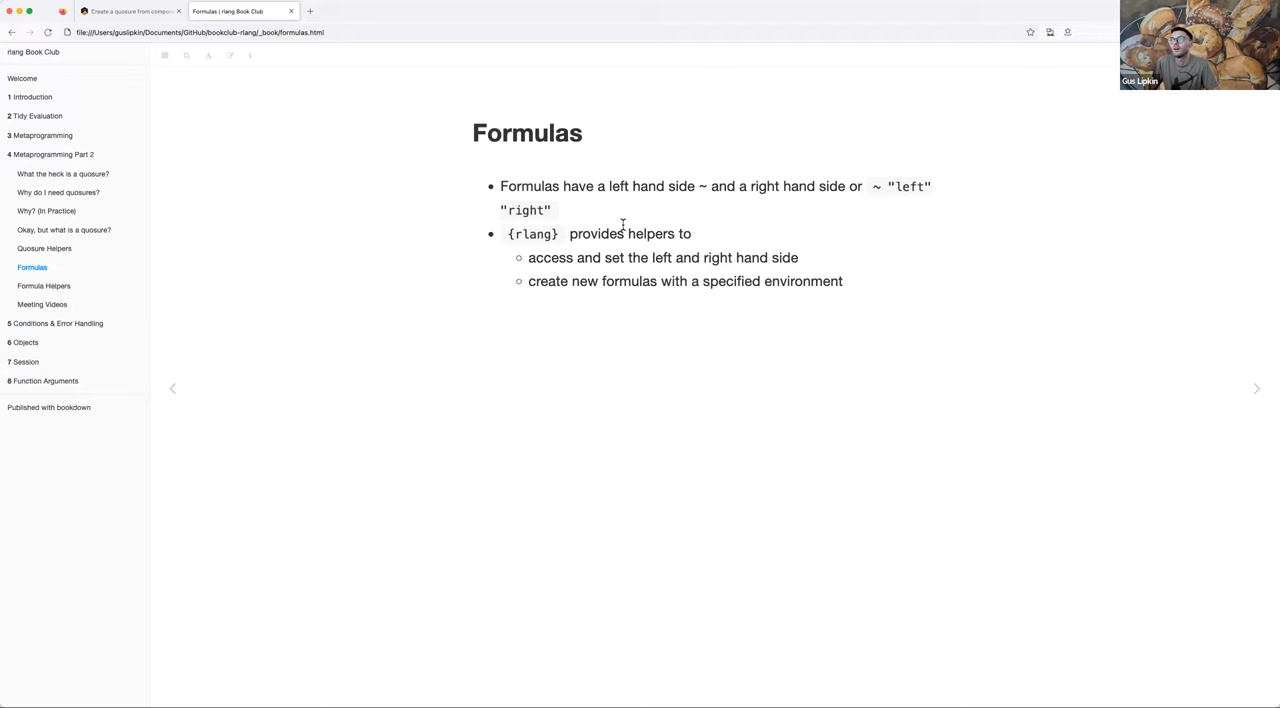 Create a quosure from compon
Formulas | rlang Book Club
file:///Users/guslipkin/Documents/GitHub/bookclub-rlang/_book/formulas.html
rlang Book Club
Welcome
1 Introduction
2 Tidy Evaluation
3 Metaprogramming
4 Metaprogramming Part 2
What the heck is a quosure?
Why do I need quosures?
Why? (In Practice)
Okay, but what is a quosure?
Quosure Helpers
Formulas
Formula Helpers
Meeting Videos
5 Conditions & Error Handling
6 Objects
7 Session
8 Function Arguments
Published with bookdown
Formulas
• Formulas have a left hand side ~ and a right hand side or ~ "left"
"right"
• {rlang} provides helpers to
○ access and set the left and right hand side
○ create new formulas with a specified environment
Gus Lipkin